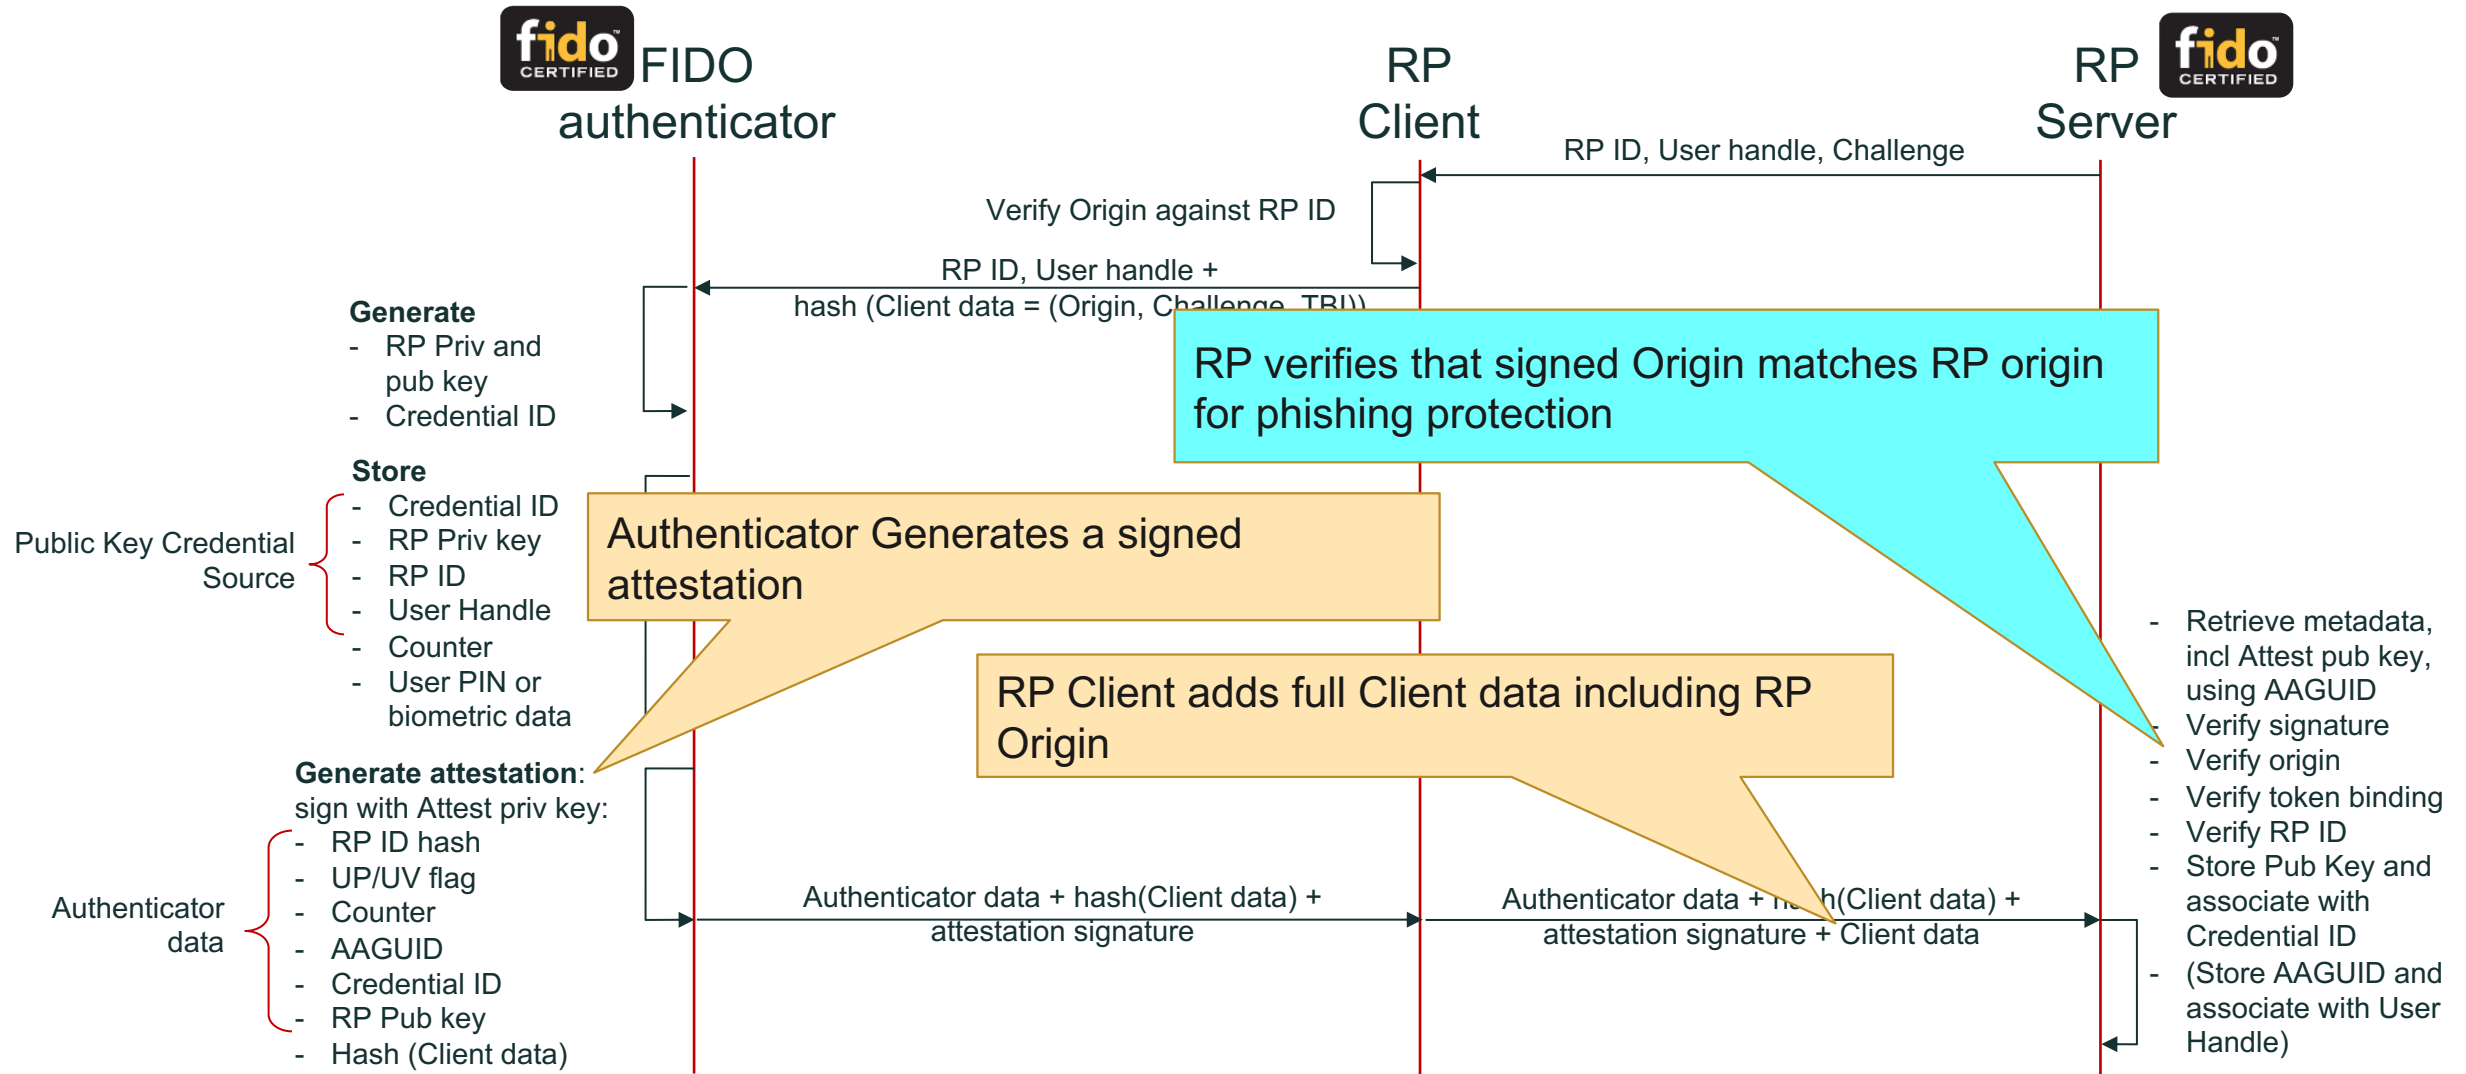 fido™
CERTIFIED
FIDO
authenticator
RP
Client
RP
Server
fido™
CERTIFIED
RP ID, User handle, Challenge
Verify Origin against RP ID
RP ID, User handle +
hash (Client data = (Origin, Challenge, TBI))
Generate
- RP Priv and
pub key
- Credential ID
RP verifies that signed Origin matches RP origin
for phishing protection
Store
- Credential ID
- RP Priv key
- RP ID
- User Handle
- Counter
- User PIN or
biometric data
Public Key Credential
Source
Authenticator Generates a signed
attestation
RP Client adds full Client data including RP
Origin
Generate attestation:
sign with Attest priv key:
- RP ID hash
- UP/UV flag
- Counter
- AAGUID
- Credential ID
- RP Pub key
- Hash (Client data)
Authenticator
data
Authenticator data + hash(Client data) +
attestation signature
Authenticator data + hash(Client data) +
attestation signature + Client data
- Retrieve metadata,
incl Attest pub key,
using AAGUID
- Verify signature
- Verify origin
- Verify token binding
- Verify RP ID
- Store Pub Key and
associate with
Credential ID
- (Store AAGUID and
associate with User
Handle)